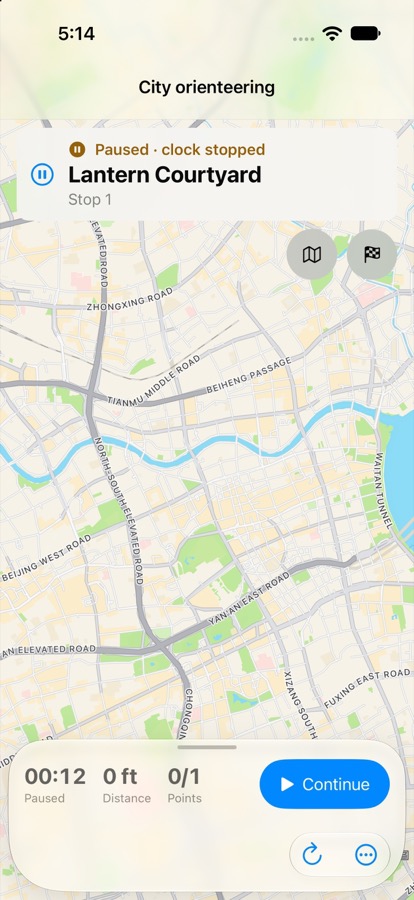 5:14
City orienteering
Paused · clock stopped
Lantern Courtyard
Stop 1
EVATED ROAD
ZHONGXING ROAD
TIANMU MIDDLE ROAD
BEIHENG PASSAGE
NORTH-SOUTH ELEVATED ROAD
WAITAN TUNNEL
BEIJING WEST ROAD
YAN'AN EAST ROAD
AN ELEVATED ROAD
XIZANG SOUTH
FUXING EAST ROAD
CHONGQIN
00:12
Paused
0 ft
Distance
0/1
Points
Continue